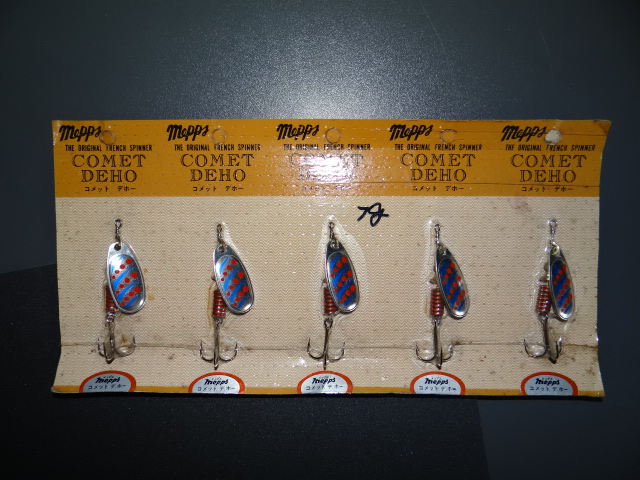 Mepps Mepps Mepps Mepps Mepps
THE ORIGINAL FRENCH SPINNER THE ORIGINAL FRENCH SPINNER THE ORIGINAL FRENCH SPINNER THE ORIGINAL FRENCH SPINNER THE ORIGINAL FRENCH SPINNER
COMET COMET COMET COMET COMET
DEHO DEHO DEHO DEHO
コメット デホー コメット デホー コメット デホー コメット デホー
mepps mepps mepps mepps mepps
コメット デホー コメット デホー コメット デホー コメット デホー コメット デホー